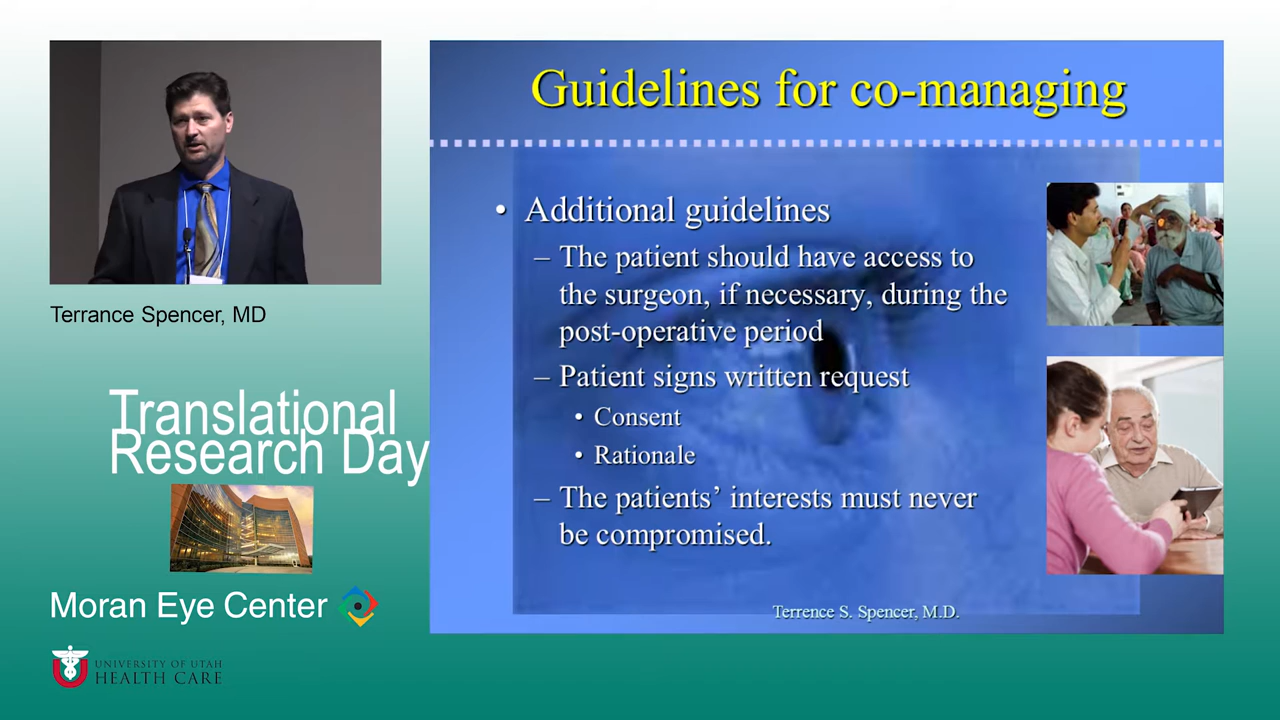 Guidelines for co-managing
• Additional guidelines
– The patient should have access to
the surgeon, if necessary, during the
post-operative period
– Patient signs written request
• Consent
• Rationale
– The patients’ interests must never
be compromised.
Terrence S. Spencer, M.D.
Terrance Spencer, MD
Translational
Research Day
Moran Eye Center
UNIVERSITY OF UTAH
HEALTH CARE